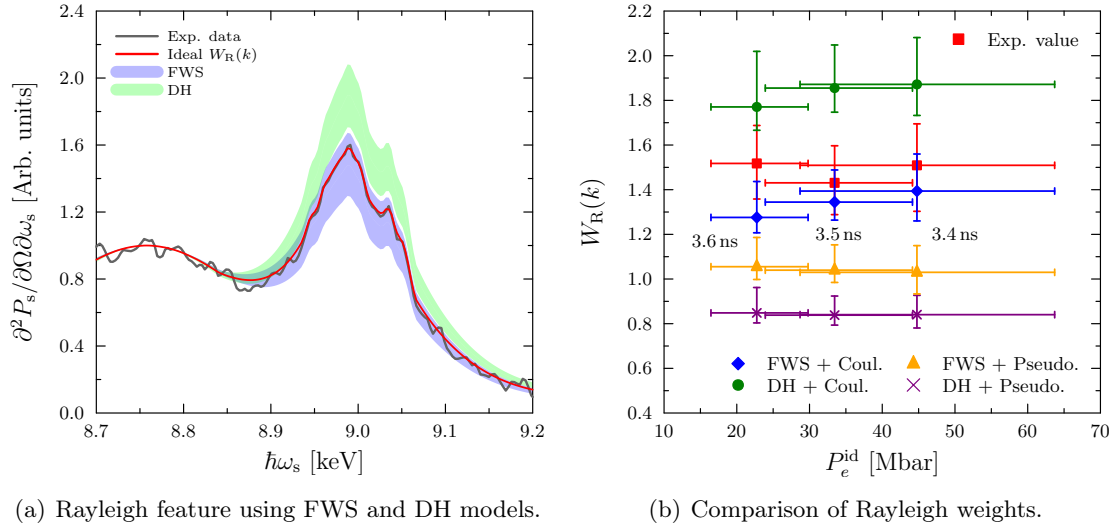 2.4
2.0
1.6
1.2
0.8
0.4
0.0
∂²Pₛ/∂Ω∂ωₛ [Arb. units]
Exp. data
Ideal W_R(k)
FWS
DH
8.7 8.8 8.9 9.0 9.1 9.2
ℏωₛ [keV]
(a) Rayleigh feature using FWS and DH models.
2.4
2.2
2.0
1.8
1.6
1.4
1.2
1.0
0.8
0.6
0.4
W_R(k)
Exp. value
3.6 ns 3.5 ns 3.4 ns
FWS + Coul. FWS + Pseudo.
DH + Coul. DH + Pseudo.
10 20 30 40 50 60 70
P_e^id [Mbar]
(b) Comparison of Rayleigh weights.